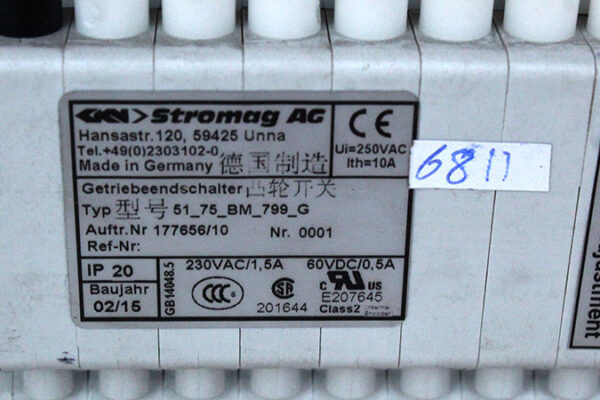 GKN > Stromag AG
Hansastr.120, 59425 Unna
Tel.+49(0)2303102-0
Made in Germany 德国制造
CE
Ui=250VAC
Ith=10A
6811
Getriebeendschalter 凸轮开关
Typ 型号 51_75_BM_799_G
Auftr.Nr 177656/10 Nr. 0001
Ref-Nr:
IP 20
Baujahr
02/15
GB14048.5
230VAC/1,5A 60VDC/0,5A
CCC
201644
C US
E207645
Class2 Internal Encoder